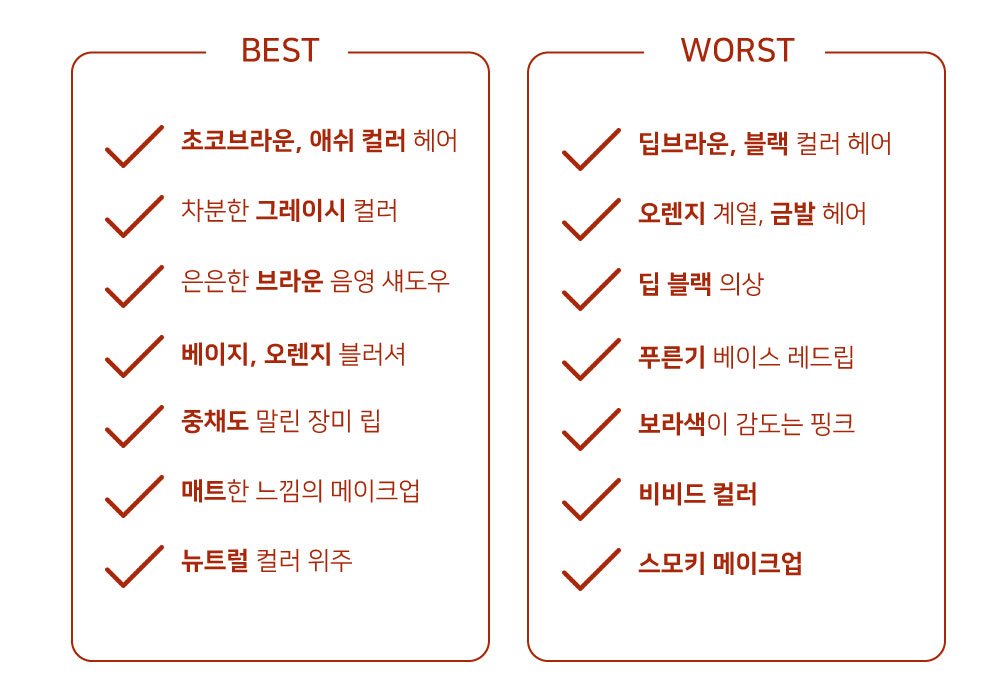 BEST
초코브라운, 애쉬 컬러 헤어
차분한 그레이시 컬러
은은한 브라운 음영 섀도우
베이지, 오렌지 블러셔
중채도 말린 장미 립
매트한 느낌의 메이크업
뉴트럴 컬러 위주
WORST
딥브라운, 블랙 컬러 헤어
오렌지 계열, 금발 헤어
딥 블랙 의상
푸른기 베이스 레드립
보라색이 감도는 핑크
비비드 컬러
스모키 메이크업